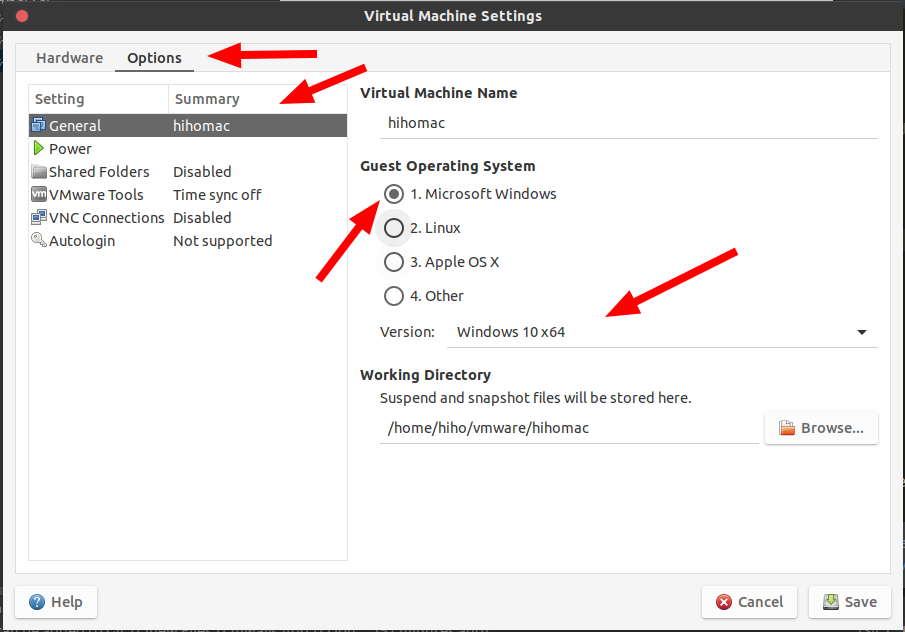 Virtual Machine Settings
Hardware Options
Setting Summary
General hihomac
Power
Shared Folders Disabled
VMware Tools Time sync off
VNC Connections Disabled
Autologin Not supported
Virtual Machine Name
hihomac
Guest Operating System
1. Microsoft Windows
2. Linux
3. Apple OS X
4. Other
Version: Windows 10 x64
Working Directory
Suspend and snapshot files will be stored here.
/home/hiho/vmware/hihomac
Browse...
Help
Cancel
Save